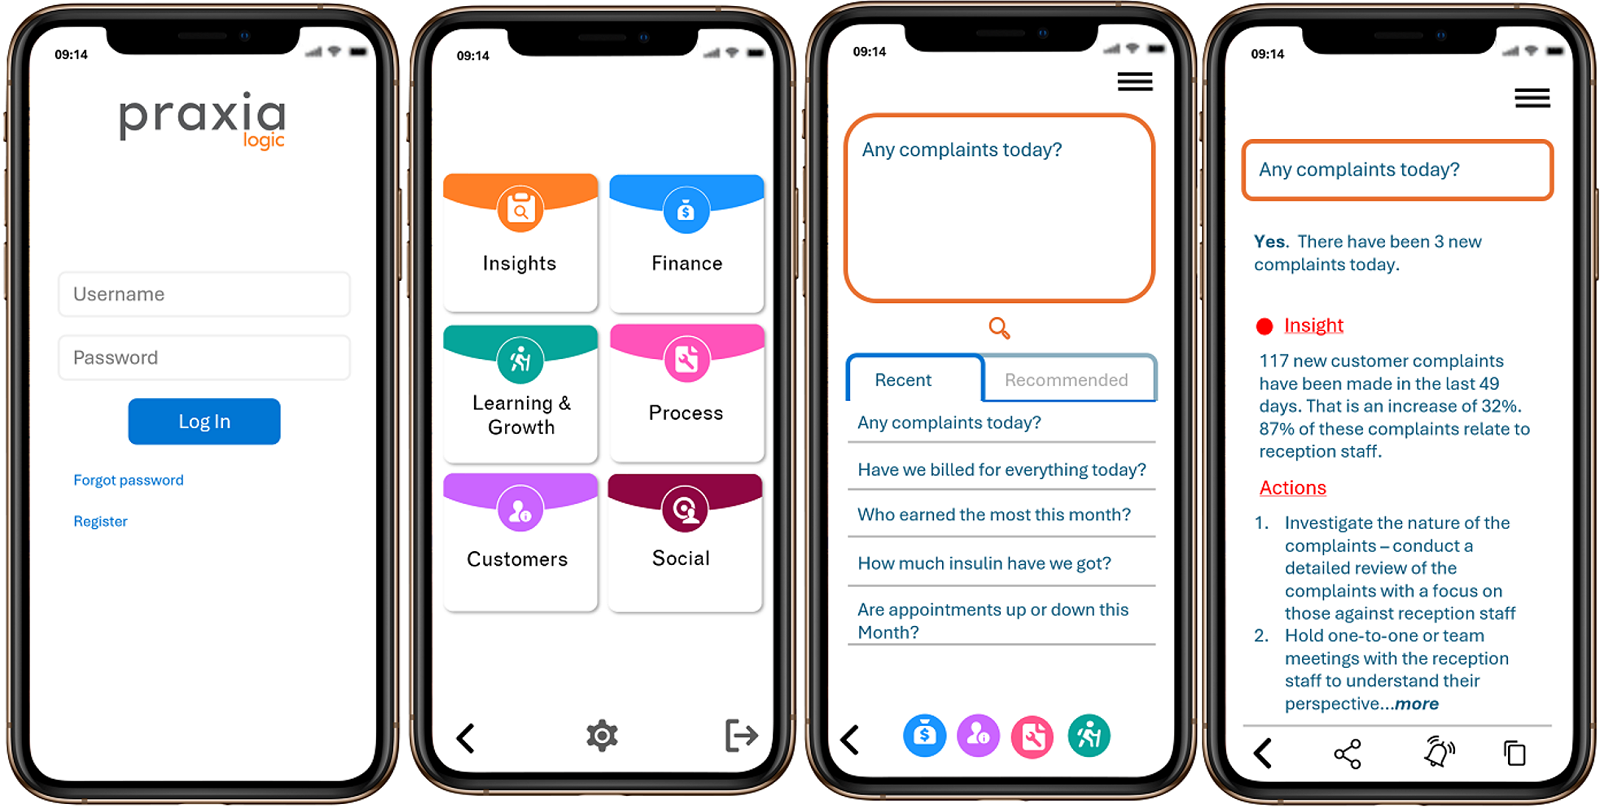 09:14
praxia
logic
Username
Password
Log In
Forgot password
Register
09:14
Insights
Finance
Learning &
Growth
Process
Customers
Social
09:14
Any complaints today?
Recent
Recommended
Any complaints today?
Have we billed for everything today?
Who earned the most this month?
How much insulin have we got?
Are appointments up or down this
Month?
09:14
Any complaints today?
Yes. There have been 3 new
complaints today.
Insight
117 new customer complaints
have been made in the last 49
days. That is an increase of 32%.
87% of these complaints relate to
reception staff.
Actions
1. Investigate the nature of the
complaints – conduct a
detailed review of the
complaints with a focus on
those against reception staff
2. Hold one-to-one or team
meetings with the reception
staff to understand their
perspective...more